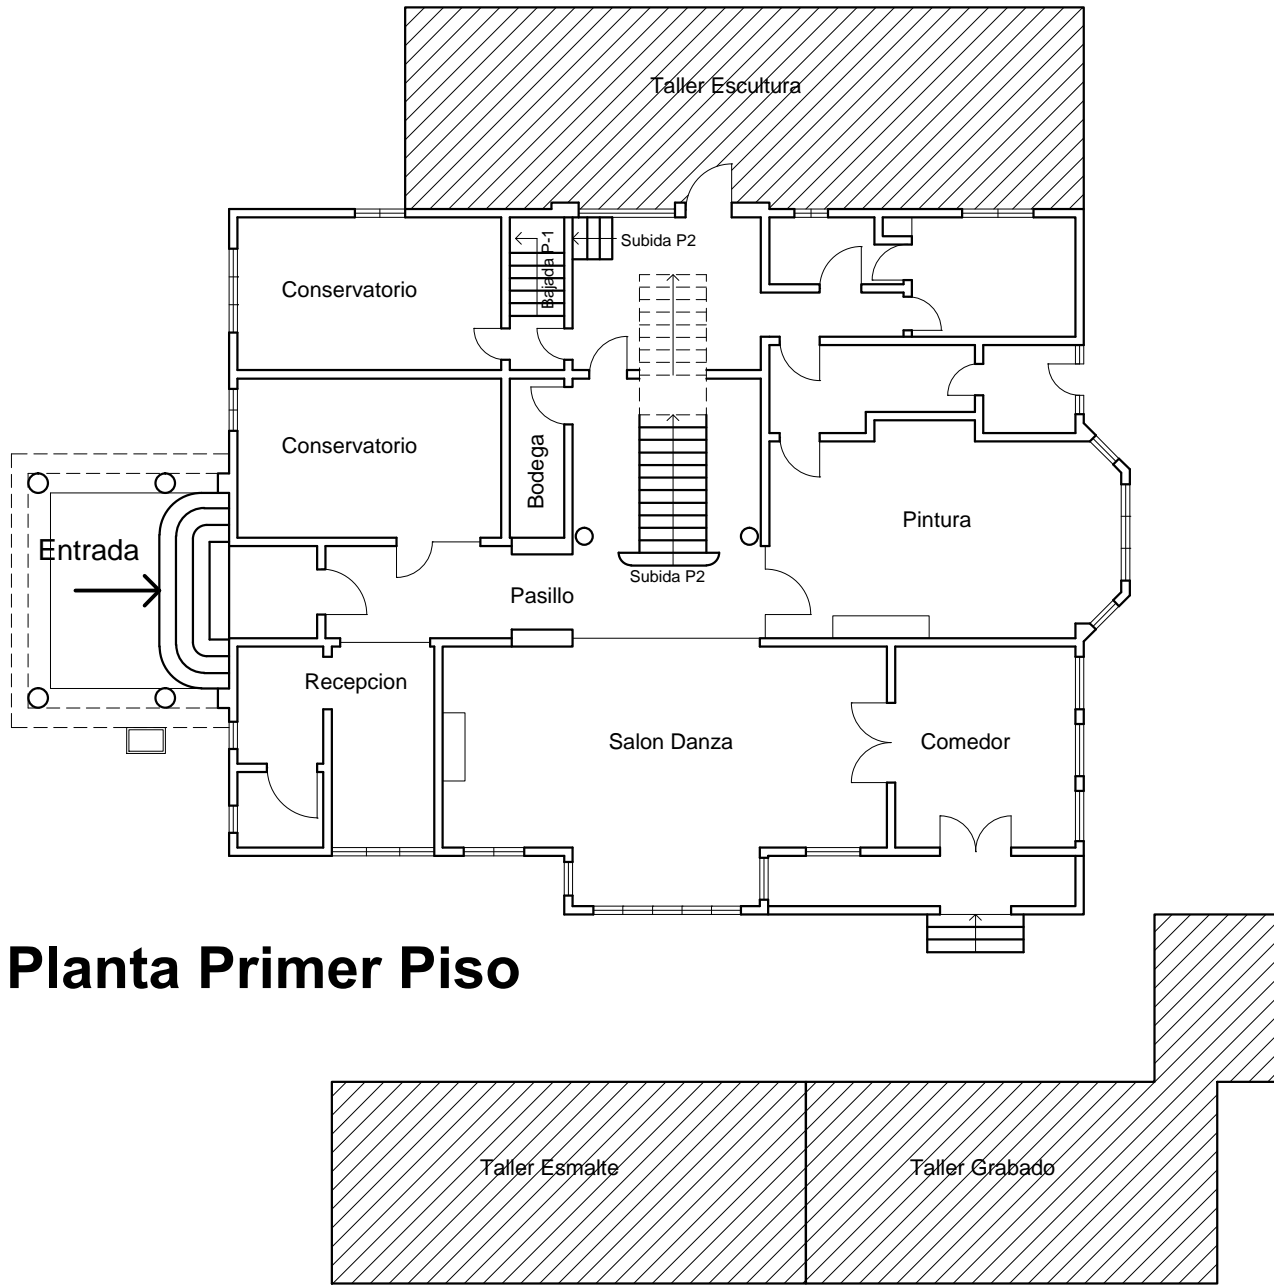 Taller Escultura
Subida P2
Bajada P-1
Conservatorio
Conservatorio
Bodega
Pintura
Entrada
Subida P2
Pasillo
Recepcion
Salon Danza
Comedor
Planta Primer Piso
Taller Esmalte
Taller Grabado